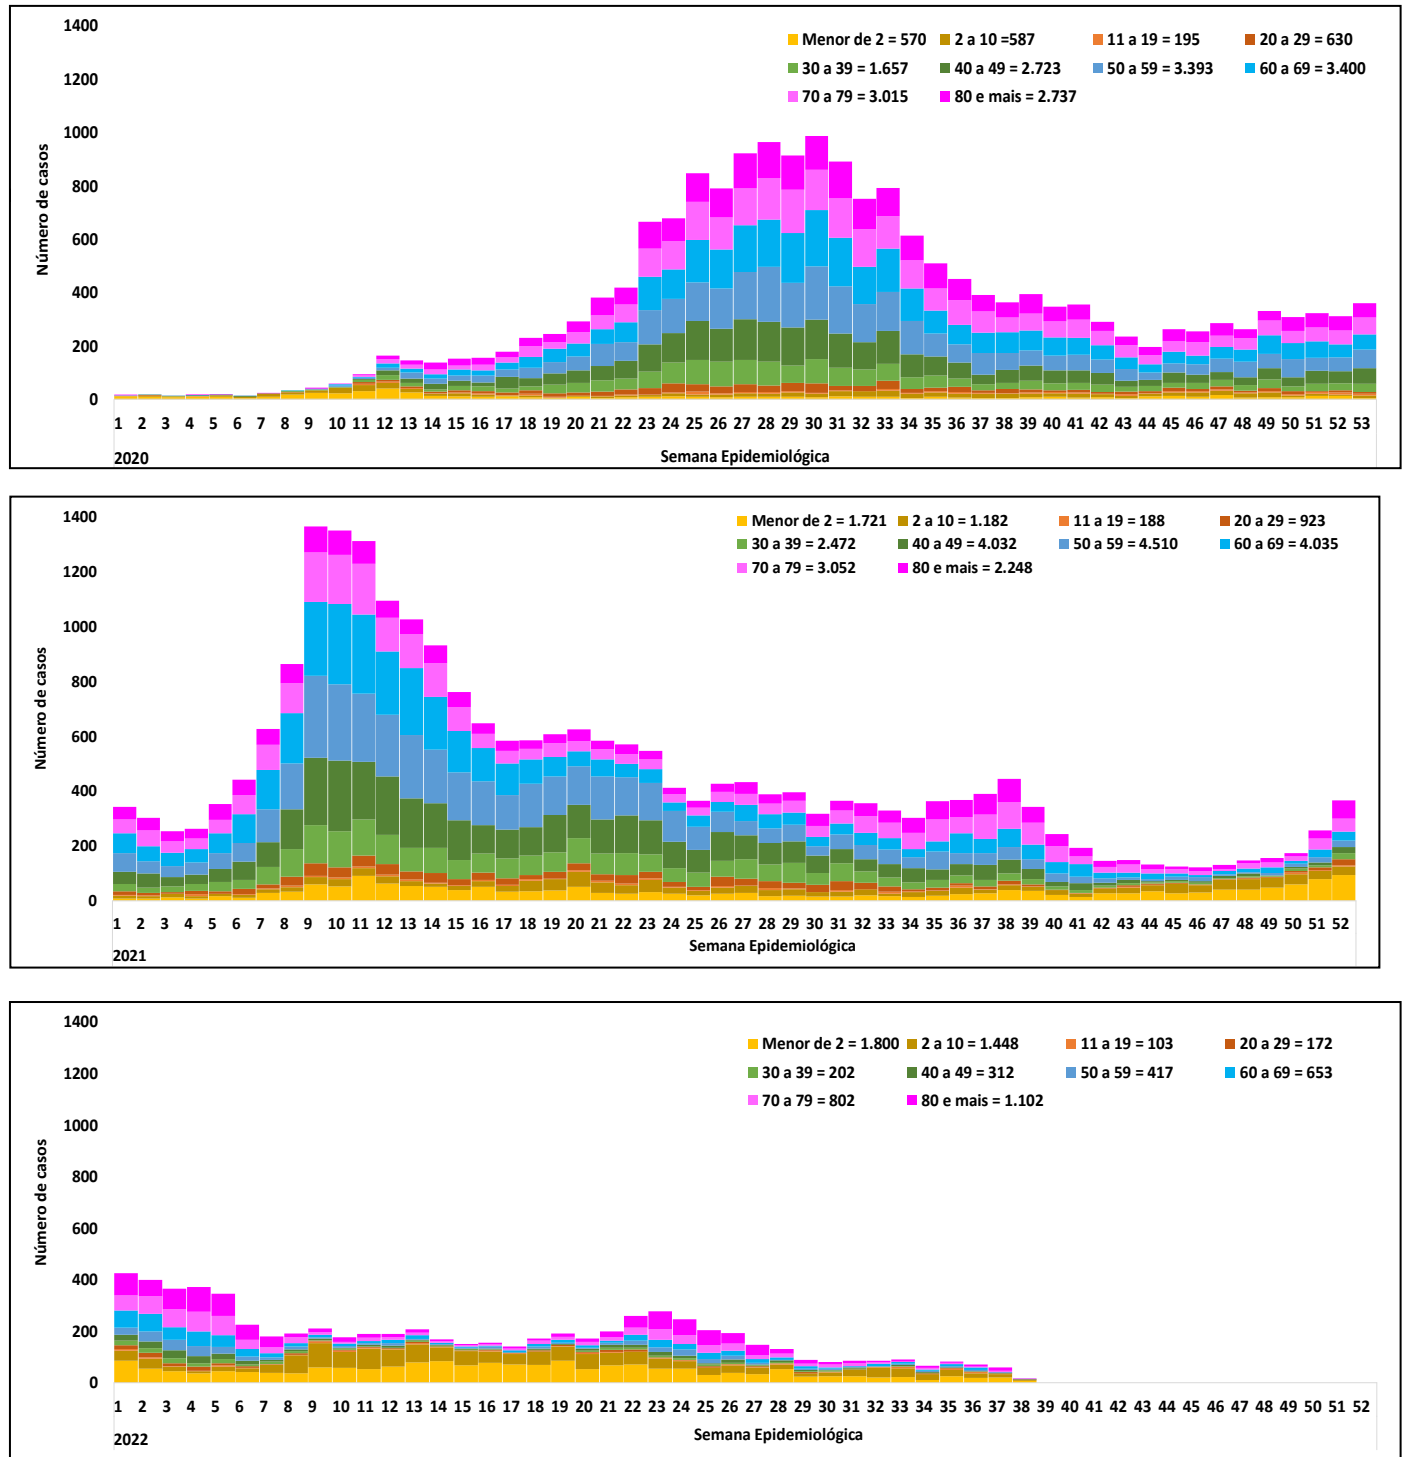 1400
1200
1000
800
600
400
200
0
Número de casos
Menor de 2 = 570 2 a 10 =587 11 a 19 = 195 20 a 29 = 630
30 a 39 = 1.657 40 a 49 = 2.723 50 a 59 = 3.393 60 a 69 = 3.400
70 a 79 = 3.015 80 e mais = 2.737
1 2 3 4 5 6 7 8 9 10 11 12 13 14 15 16 17 18 19 20 21 22 23 24 25 26 27 28 29 30 31 32 33 34 35 36 37 38 39 40 41 42 43 44 45 46 47 48 49 50 51 52 53
2020
Semana Epidemiológica
1400
1200
1000
800
600
400
200
0
Número de casos
Menor de 2 = 1.721 2 a 10 = 1.182 11 a 19 = 188 20 a 29 = 923
30 a 39 = 2.472 40 a 49 = 4.032 50 a 59 = 4.510 60 a 69 = 4.035
70 a 79 = 3.052 80 e mais = 2.248
1 2 3 4 5 6 7 8 9 10 11 12 13 14 15 16 17 18 19 20 21 22 23 24 25 26 27 28 29 30 31 32 33 34 35 36 37 38 39 40 41 42 43 44 45 46 47 48 49 50 51 52
Semana Epidemiológica
2021
1400
1200
1000
800
600
400
200
0
Número de casos
Menor de 2 = 1.800 2 a 10 = 1.448 11 a 19 = 103 20 a 29 = 172
30 a 39 = 202 40 a 49 = 312 50 a 59 = 417 60 a 69 = 653
70 a 79 = 802 80 e mais = 1.102
1 2 3 4 5 6 7 8 9 10 11 12 13 14 15 16 17 18 19 20 21 22 23 24 25 26 27 28 29 30 31 32 33 34 35 36 37 38 39 40 41 42 43 44 45 46 47 48 49 50 51 52
Semana Epidemiológica
2022